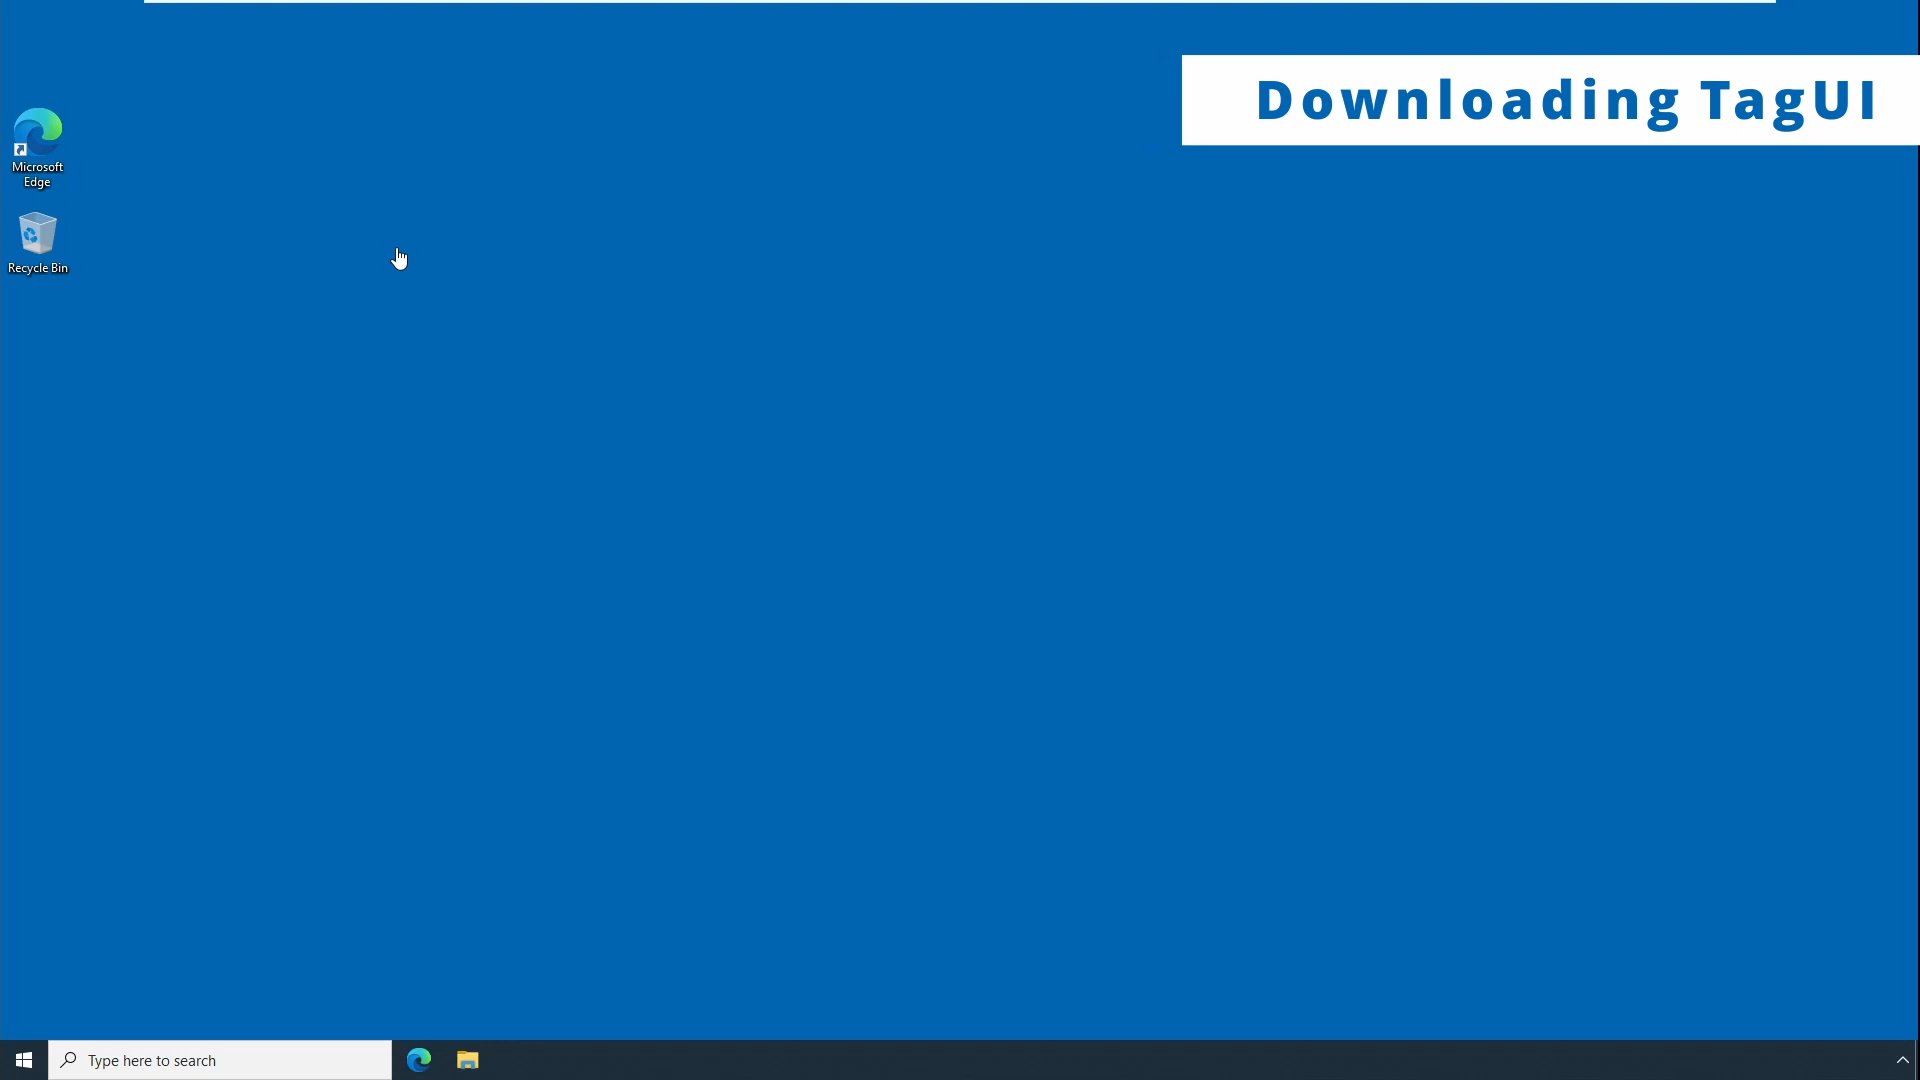 Downloading TagUI
Microsoft
Edge
Recycle Bin
Type here to search